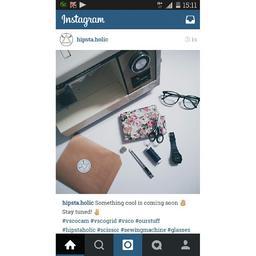 15:11
Instagram
hipsta.holic
hipsta.holic Something cool is coming soon
Stay tuned!
#vscocam #vscogrid #vsco #ourstuff
#hipstaholic #scissor #sewingmachine #glasses